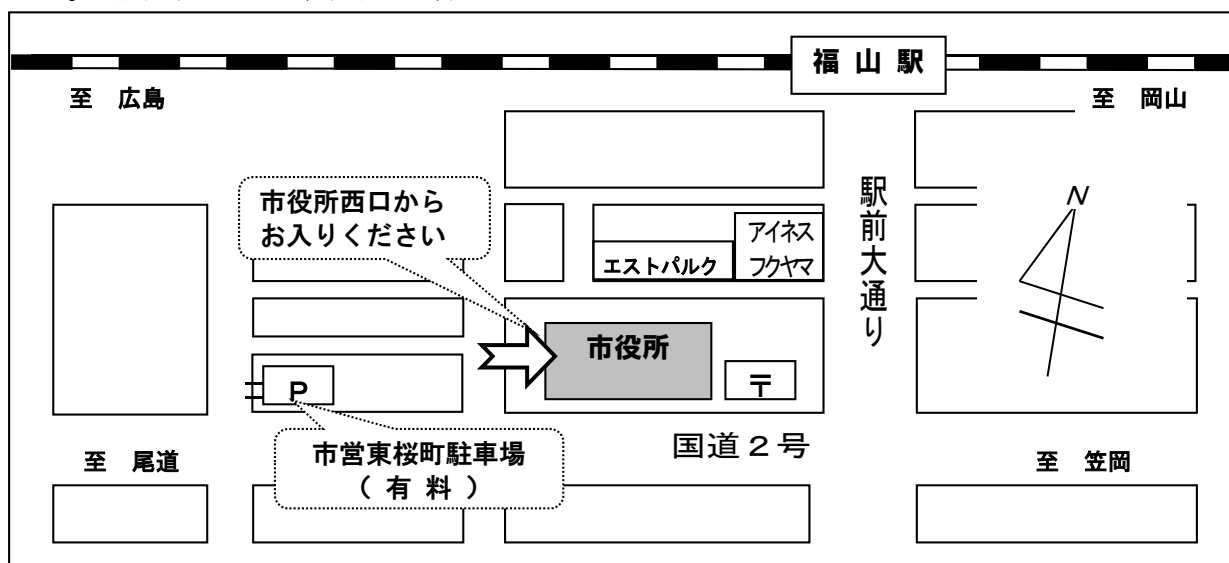 福山駅
至 広島
至 岡山
市役所西口から
お入りください
駅前大通り
N
アイネス
フクヤマ
エストパルク
市役所
〒
P
国道2号
市営東桜町駐車場
(有料)
至 尾道
至 笠岡